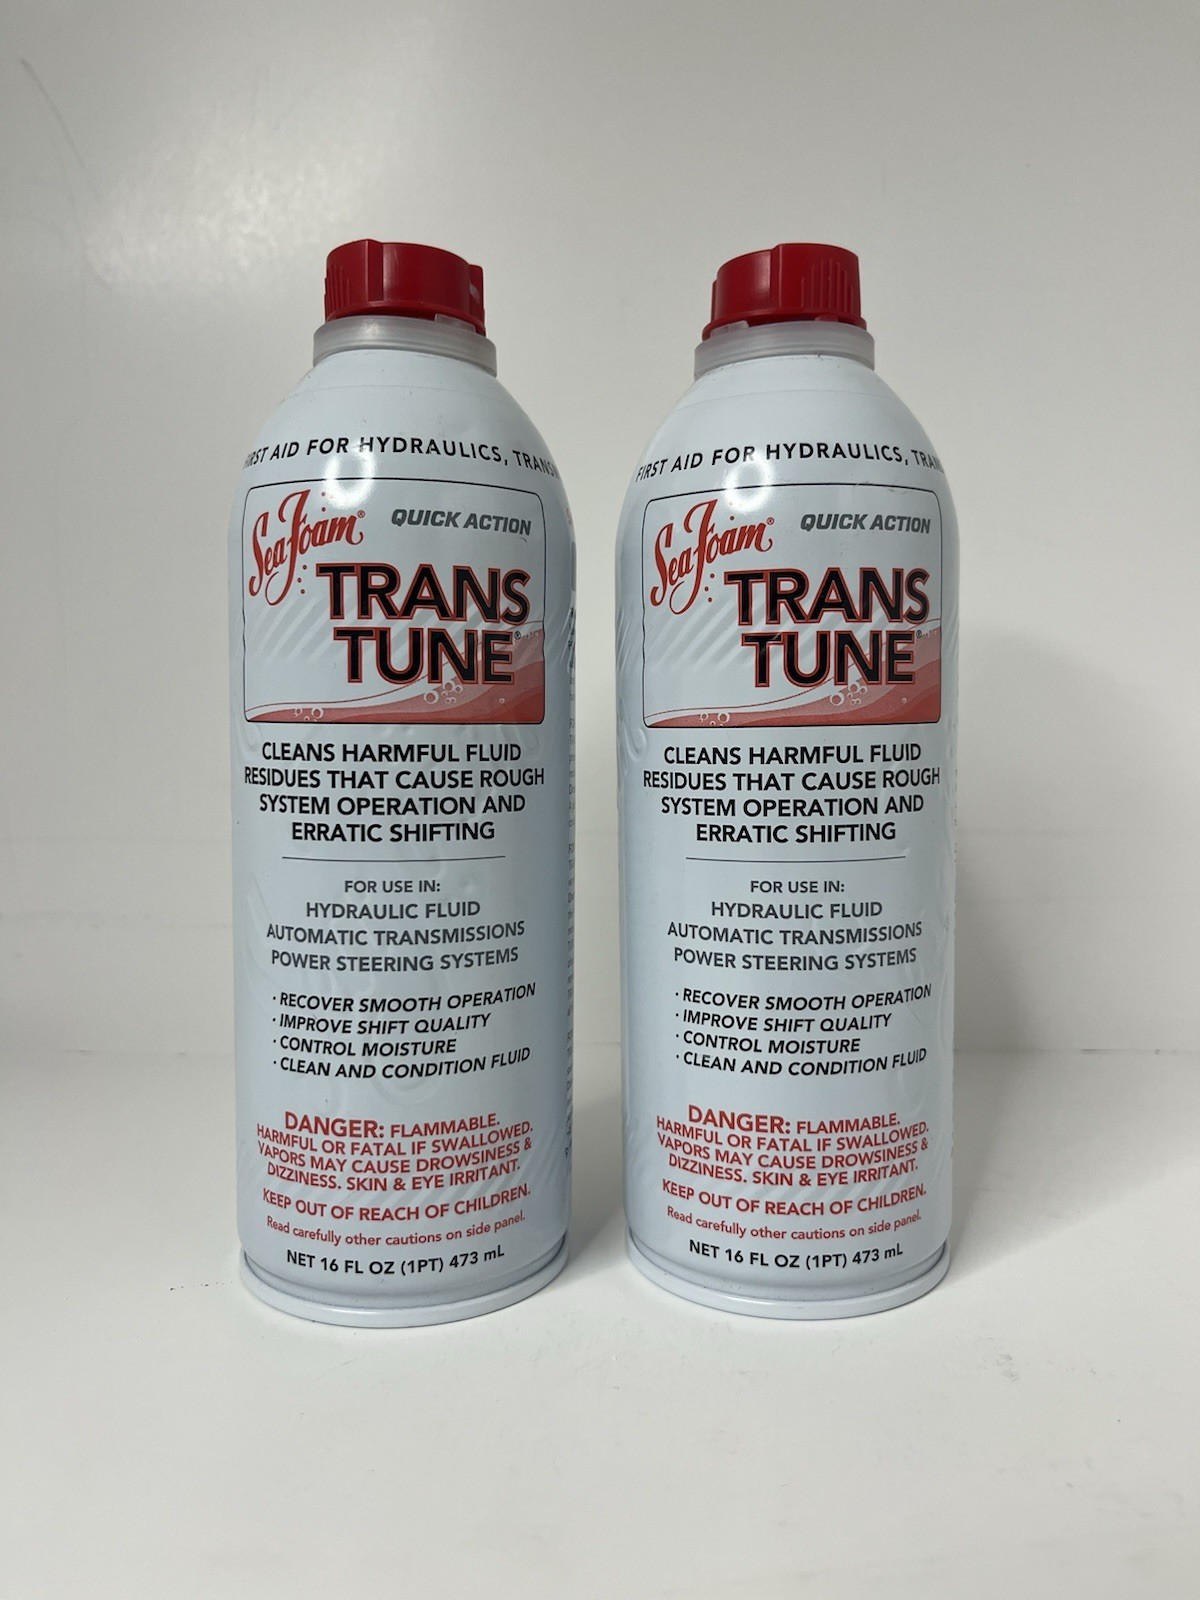 FIRST AID FOR HYDRAULICS,
Sea Foam®
QUICK ACTION
TRANS
TUNE®
CLEANS HARMFUL FLUID
RESIDUES THAT CAUSE ROUGH
SYSTEM OPERATION AND
ERRATIC SHIFTING
FOR USE IN:
HYDRAULIC FLUID
AUTOMATIC TRANSMISSIONS
POWER STEERING SYSTEMS
· RECOVER SMOOTH OPERATION
· IMPROVE SHIFT QUALITY
· CONTROL MOISTURE
· CLEAN AND CONDITION FLUID
DANGER: FLAMMABLE.
HARMFUL OR FATAL IF SWALLOWED.
VAPORS MAY CAUSE DROWSINESS &
DIZZINESS. SKIN & EYE IRRITANT.
KEEP OUT OF REACH OF CHILDREN.
Read carefully other cautions on side panel.
NET 16 FL OZ (1PT) 473 mL
FIRST AID FOR HYDRAULICS,
Sea Foam®
QUICK ACTION
TRANS
TUNE®
CLEANS HARMFUL FLUID
RESIDUES THAT CAUSE ROUGH
SYSTEM OPERATION AND
ERRATIC SHIFTING
FOR USE IN:
HYDRAULIC FLUID
AUTOMATIC TRANSMISSIONS
POWER STEERING SYSTEMS
· RECOVER SMOOTH OPERATION
· IMPROVE SHIFT QUALITY
· CONTROL MOISTURE
· CLEAN AND CONDITION FLUID
DANGER: FLAMMABLE.
HARMFUL OR FATAL IF SWALLOWED.
VAPORS MAY CAUSE DROWSINESS &
DIZZINESS. SKIN & EYE IRRITANT.
KEEP OUT OF REACH OF CHILDREN.
Read carefully other cautions on side panel.
NET 16 FL OZ (1PT) 473 mL